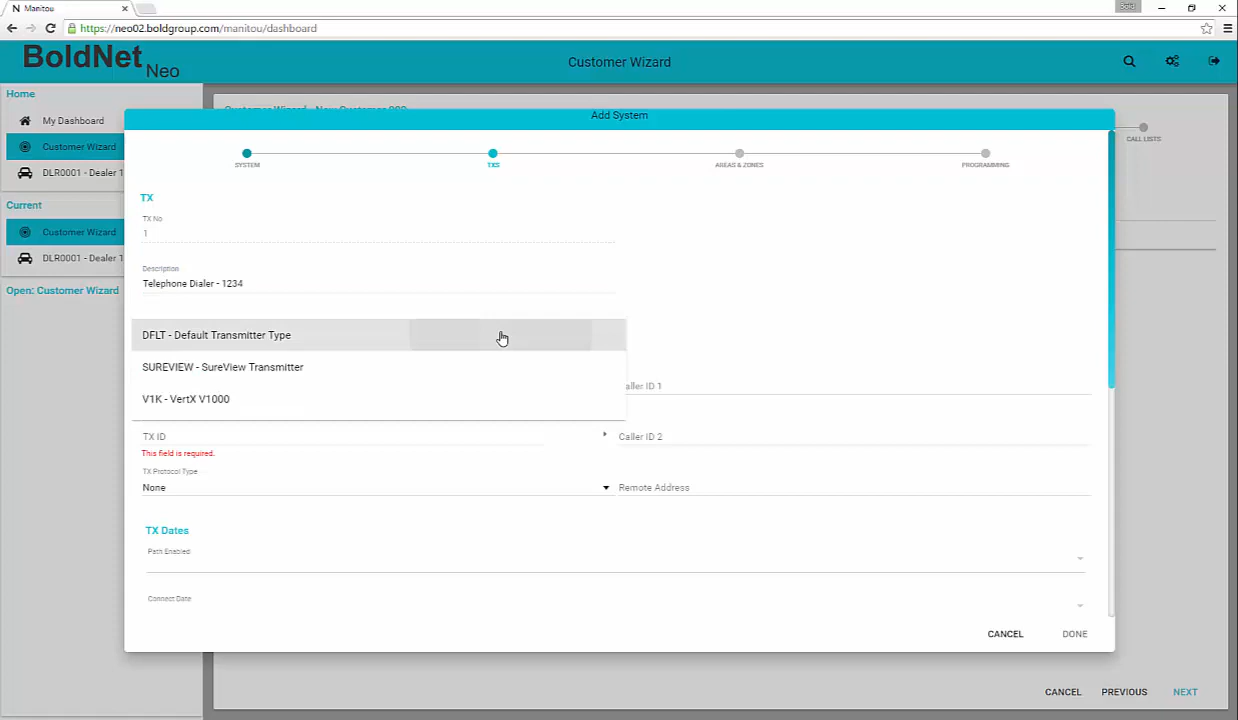 Manitou
Bold
https://neo02.boldgroup.com/manitou/dashboard
BoldNet Neo
Customer Wizard
Home
My Dashboard
Customer Wizard
DLR0001 - Dealer 1
Current
Customer Wizard
DLR0001 - Dealer 1
Open: Customer Wizard
Add System
SYSTEM
TXS
AREAS & ZONES
PROGRAMMING
CALL LISTS
TX
TX No
1
Description
Telephone Dialer - 1234
DFLT - Default Transmitter Type
SUREVIEW - SureView Transmitter
V1K - VertX V1000
aller ID 1
TX ID
Caller ID 2
This field is required.
TX Protocol Type
None
Remote Address
TX Dates
Path Enabled
Connect Date
CANCEL
DONE
CANCEL
PREVIOUS
NEXT